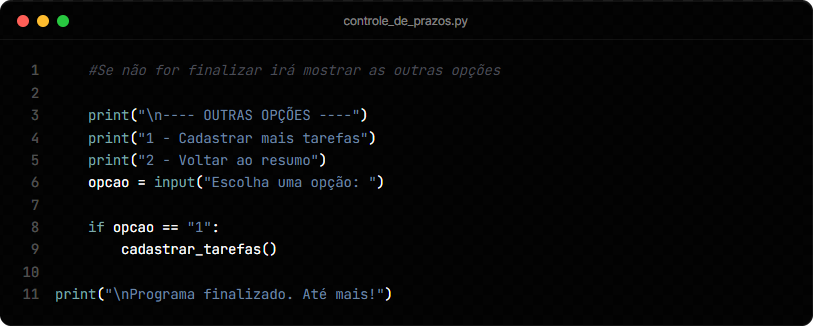 controle_de_prazos.py
1 #Se não for finalizar irá mostrar as outras opções
2
3 print("\n---- OUTRAS OPÇÕES ----")
4 print("1 - Cadastrar mais tarefas")
5 print("2 - Voltar ao resumo")
6 opcao = input("Escolha uma opção: ")
7
8 if opcao == "1":
9 cadastrar_tarefas()
10
11 print("\nPrograma finalizado. Até mais!")